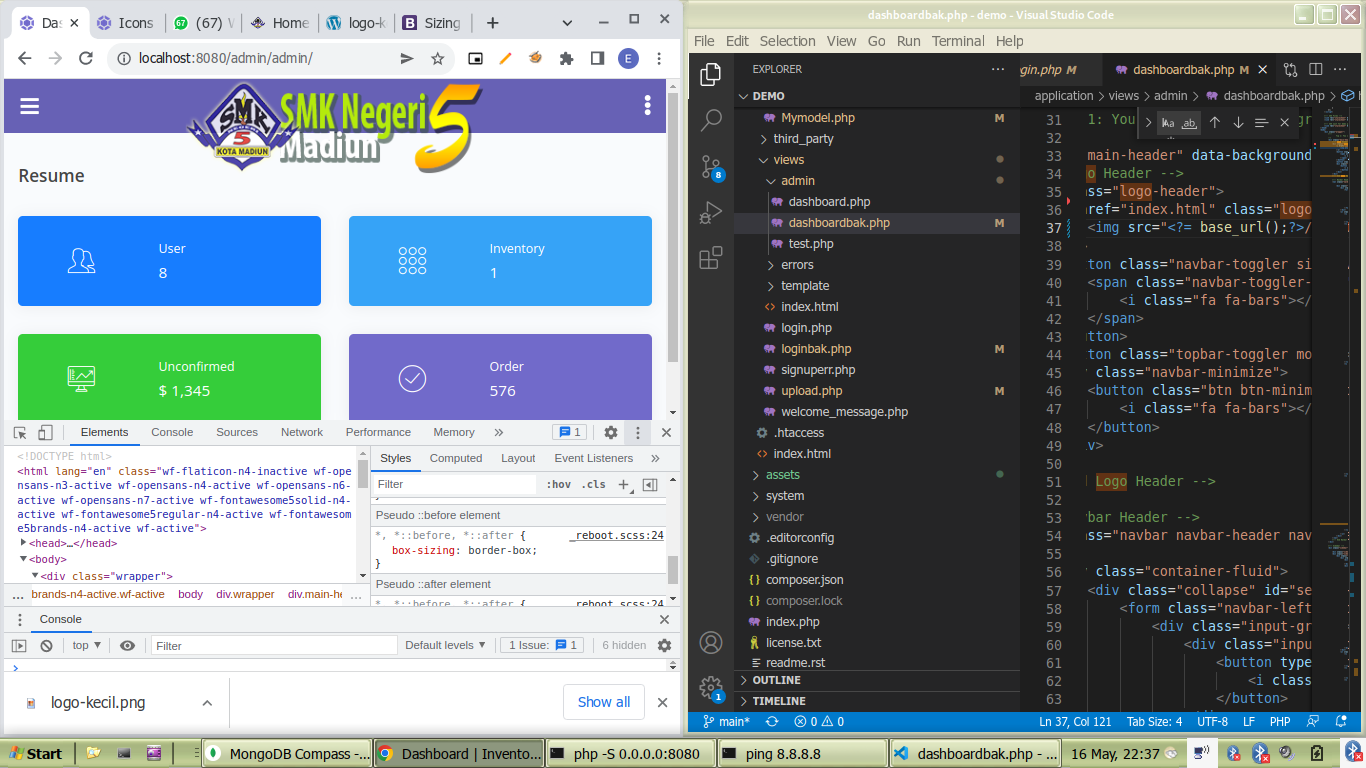 Das
Icons
(67) W
Home
logo-k
Sizing
localhost:8080/admin/admin/
E
SMK
NEGERI
5
KOTA MADIUN
SMK Negeri 5
Madiun
Resume
User
8
Inventory
1
Unconfirmed
$ 1,345
Order
576
Elements
Console
Sources
Network
Performance
Memory
1
<!DOCTYPE html>
<html lang="en" class="wf-flaticon-n4-inactive wf-ope
nsans-n3-active wf-opensans-n4-active wf-opensans-n6-
active wf-opensans-n7-active wf-fontawesome5solid-n4-
active wf-fontawesome5regular-n4-active wf-fontawesom
e5brands-n4-active wf-active">
<head>…</head>
<body>
<div class="wrapper">
... brands-n4-active.wf-active body div.wrapper div.main-he ...
Styles
Computed
Layout
Event Listeners
Filter
:hov .cls
}
Pseudo ::before element
*, *::before, *::after {
_reboot.scss:24
box-sizing: border-box;
}
Pseudo ::after element
*, *::before, *::after {
_reboot.scss:24
Console
top
Filter
Default levels
1 Issue: 1
6 hidden
logo-kecil.png
Show all
dashboardbak.php - demo - Visual Studio Code
File Edit Selection View Go Run Terminal Help
8
1
EXPLORER
DEMO
Mymodel.php M
third_party
views
admin
dashboard.php
dashboardbak.php M
test.php
errors
template
index.html
login.php
loginbak.php M
signuperr.php
upload.php M
welcome_message.php
.htaccess
index.html
assets
system
vendor
.editorconfig
.gitignore
composer.json
composer.lock
index.php
license.txt
readme.rst
OUTLINE
TIMELINE
gin.php M
dashboardbak.php M
application > views > admin > dashboardbak.php >
Aa ab
31 1: You
32
33 main-header" data-background
34 o Header -->
35 ass="logo-header">
36 href="index.html" class="logo
37 <img src="<?= base_url();?>/
38
39 ton class="navbar-toggler si
40 <span class="navbar-toggler-
41 <i class="fa fa-bars"></
42 </span>
43 utton>
44 ton class="topbar-toggler mo
45 class="navbar-minimize">
46 <button class="btn btn-minim
47 <i class="fa fa-bars"></
48 </button>
49 v>
50
51 Logo Header -->
52
53 bar Header -->
54 ass="navbar navbar-header nav
55
56 class="container-fluid">
57 <div class="collapse" id="se
58 <form class="navbar-left
59 <div class="input-gr
60 <div class="inpu
61 <button type
62 <i class
63 </button>
main*
0 0
Ln 37, Col 121
Tab Size: 4
UTF-8
LF
PHP
Start
MongoDB Compass -...
Dashboard | Invento...
php -S 0.0.0.0:8080
ping 8.8.8.8
dashboardbak.php - ...
16 May, 22:37